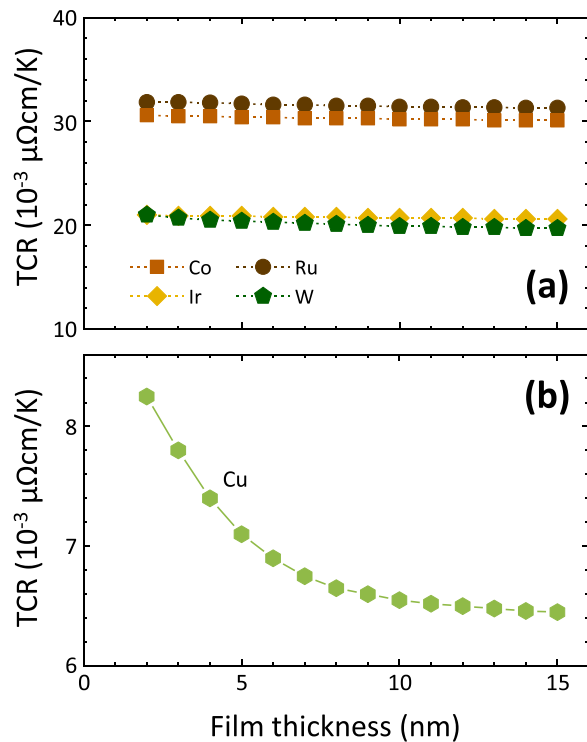 40
30
20
10
TCR (10⁻³ µΩcm/K)
Co
Ru
Ir
W
(a)
8
7
6
TCR (10⁻³ µΩcm/K)
(b)
Cu
0
5
10
15
Film thickness (nm)